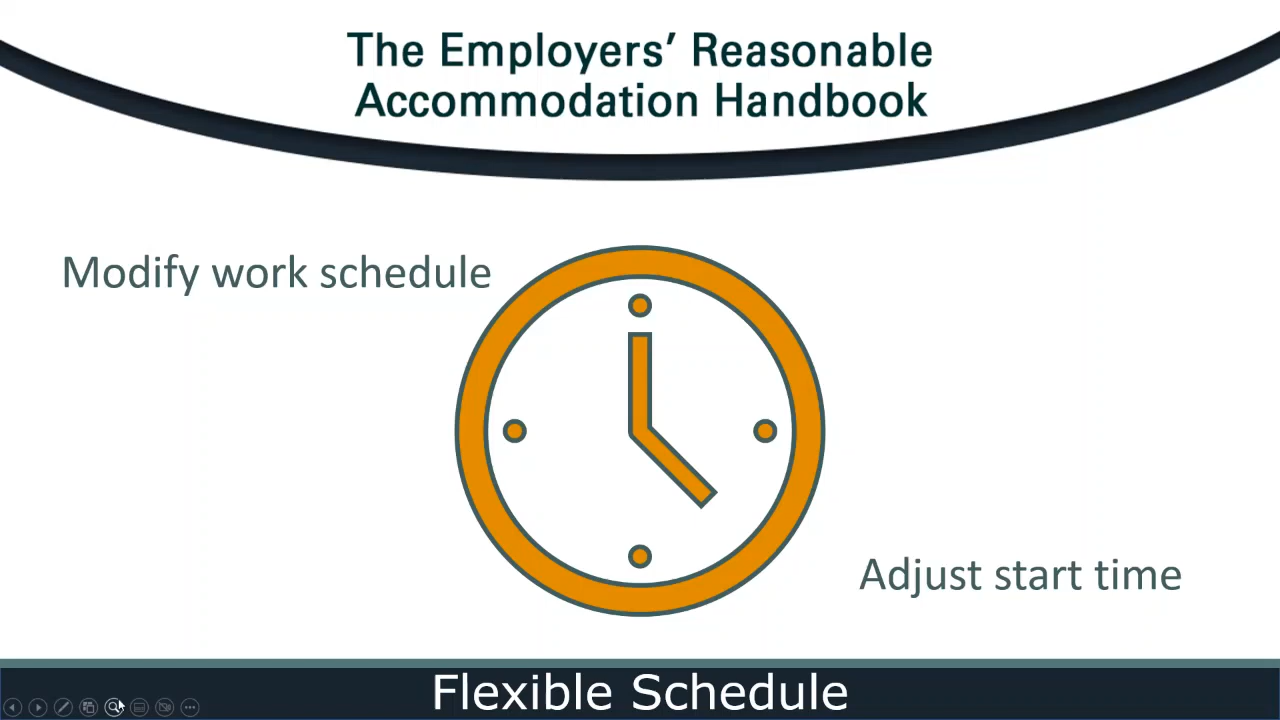 The Employers’ Reasonable
Accommodation Handbook
Modify work schedule
Adjust start time
Flexible Schedule